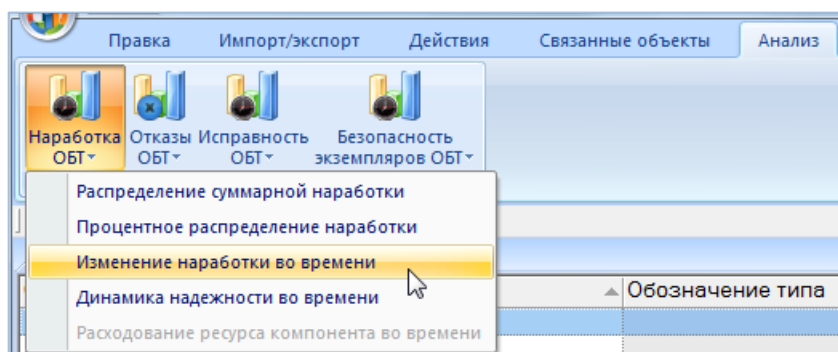 Правка Импорт/экспорт Действия Связанные объекты Анализ
Наработка Отказы Исправность Безопасность
ОБТ ОБТ ОБТ экземпляров ОБТ
Распределение суммарной наработки
Процентное распределение наработки
Изменение наработки во времени
Динамика надежности во времени
Обозначение типа
Расходование ресурса компонента во времени